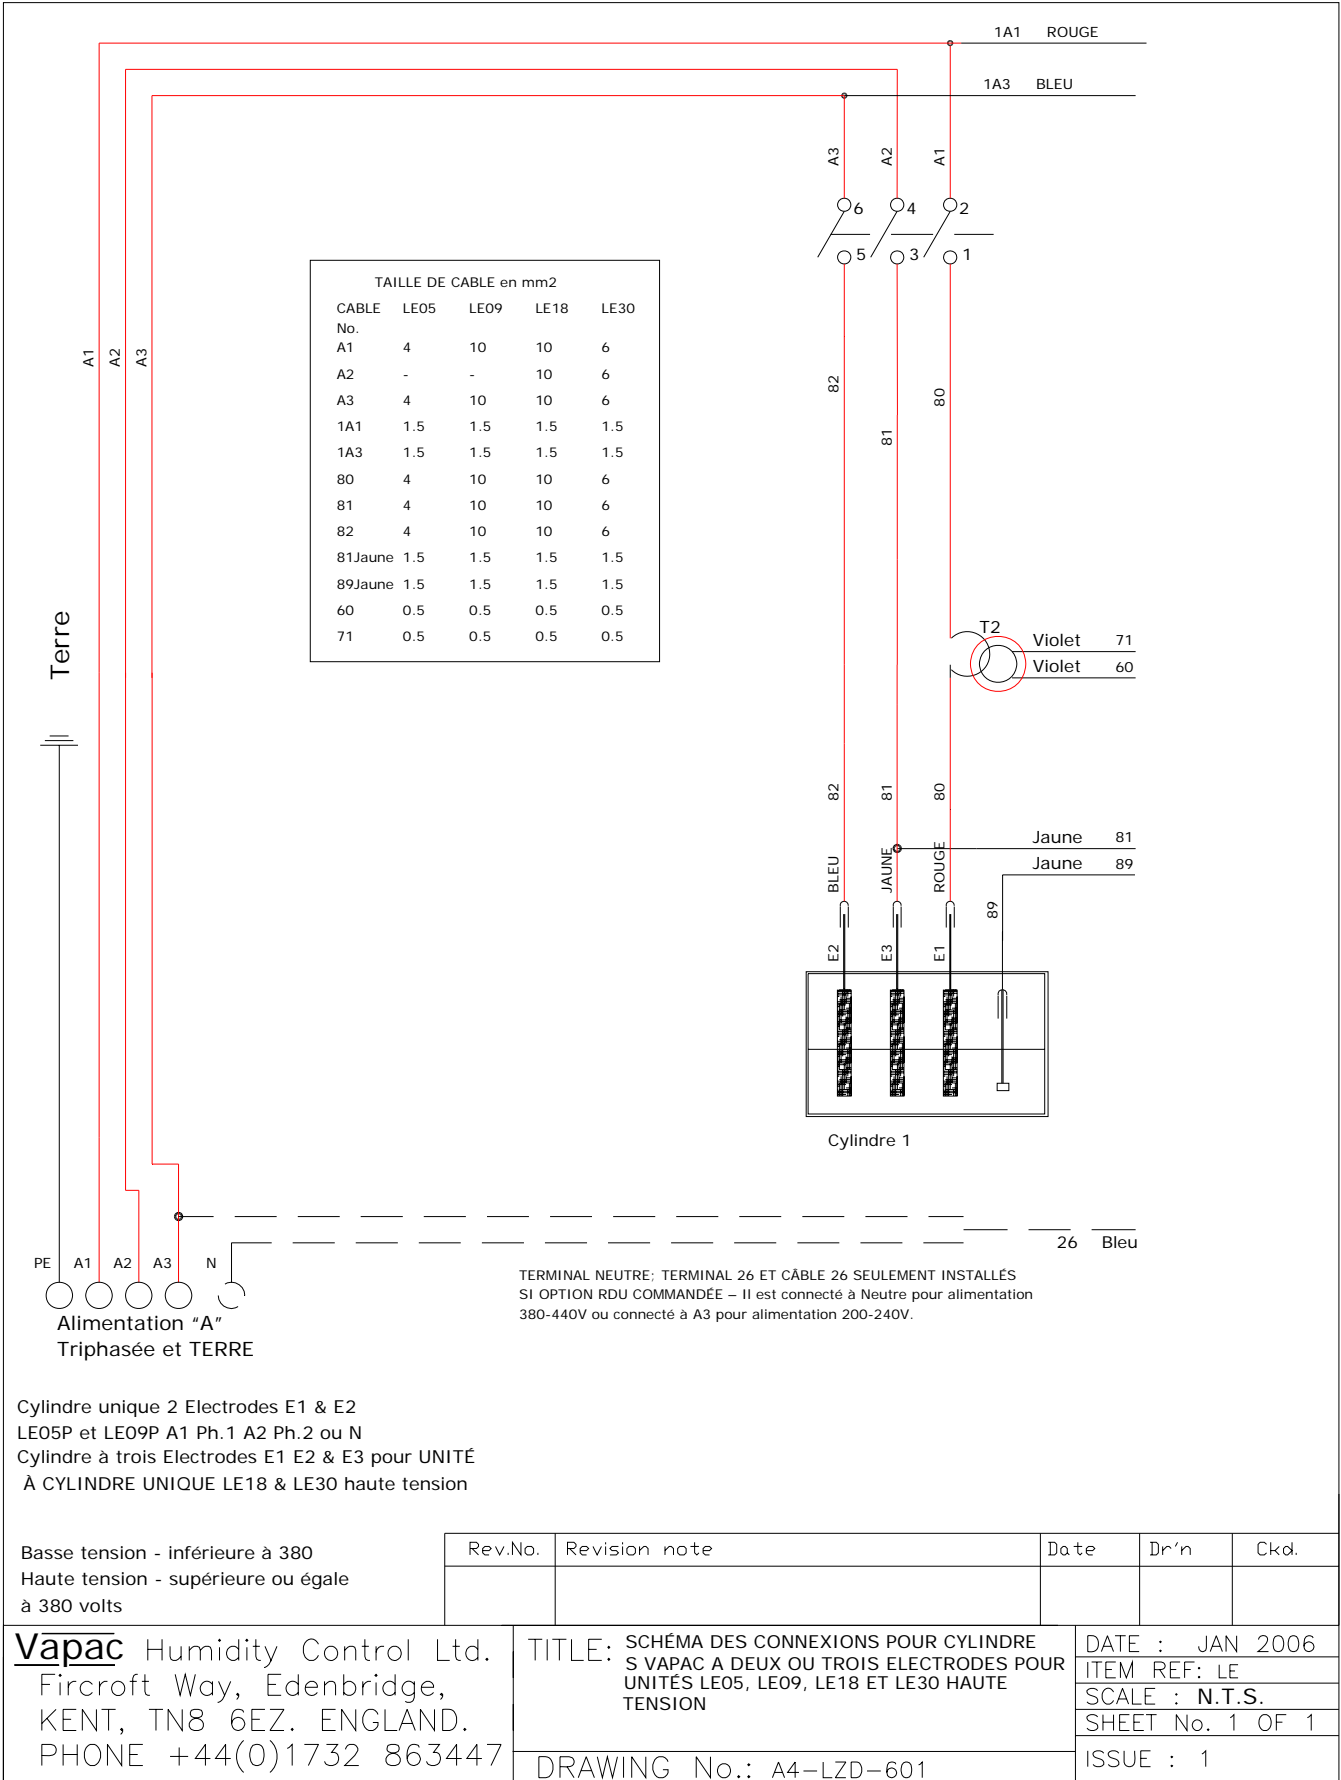 1A1 ROUGE
1A3 BLEU
A3 A2 A1
6 4 2
5 3 1
TAILLE DE CABLE en mm2
CABLE LE05 LE09 LE18 LE30
No.
A1 4 10 10 6
A2 - - 10 6
A3 4 10 10 6
1A1 1.5 1.5 1.5 1.5
1A3 1.5 1.5 1.5 1.5
80 4 10 10 6
81 4 10 10 6
82 4 10 10 6
81Jaune 1.5 1.5 1.5 1.5
89Jaune 1.5 1.5 1.5 1.5
60 0.5 0.5 0.5 0.5
71 0.5 0.5 0.5 0.5
A1 A2 A3
82 81 80
Terre
T2
Violet 71
Violet 60
82 81 80
Jaune 81
Jaune 89
BLEU JAUNE ROUGE
89
E2 E3 E1
Cylindre 1
26 Bleu
PE A1 A2 A3 N
Alimentation “A”
Triphasée et TERRE
TERMINAL NEUTRE; TERMINAL 26 ET CÂBLE 26 SEULEMENT INSTALLÉS
SI OPTION RDU COMMANDÉE – Il est connecté à Neutre pour alimentation
380-440V ou connecté à A3 pour alimentation 200-240V.
Cylindre unique 2 Electrodes E1 & E2
LE05P et LE09P A1 Ph.1 A2 Ph.2 ou N
Cylindre à trois Electrodes E1 E2 & E3 pour UNITÉ
À CYLINDRE UNIQUE LE18 & LE30 haute tension
Basse tension - inférieure à 380
Haute tension - supérieure ou égale
à 380 volts
Rev.No. Revision note Date Dr'n Ckd.
Vapac Humidity Control Ltd.
Fircroft Way, Edenbridge,
KENT, TN8 6EZ. ENGLAND.
PHONE +44(0)1732 863447
TITLE: SCHÉMA DES CONNEXIONS POUR CYLINDRE
S VAPAC A DEUX OU TROIS ELECTRODES POUR
UNITÉS LE05, LE09, LE18 ET LE30 HAUTE
TENSION
DRAWING No.: A4-LZD-601
DATE : JAN 2006
ITEM REF: LE
SCALE : N.T.S.
SHEET No. 1 OF 1
ISSUE : 1